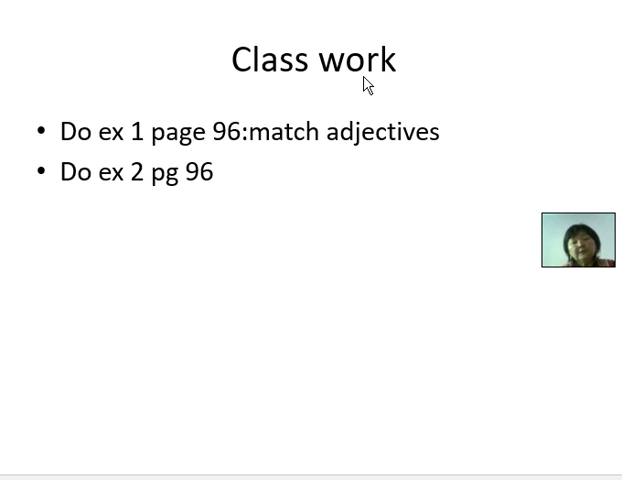 Class work
• Do ex 1 page 96:match adjectives
• Do ex 2 pg 96